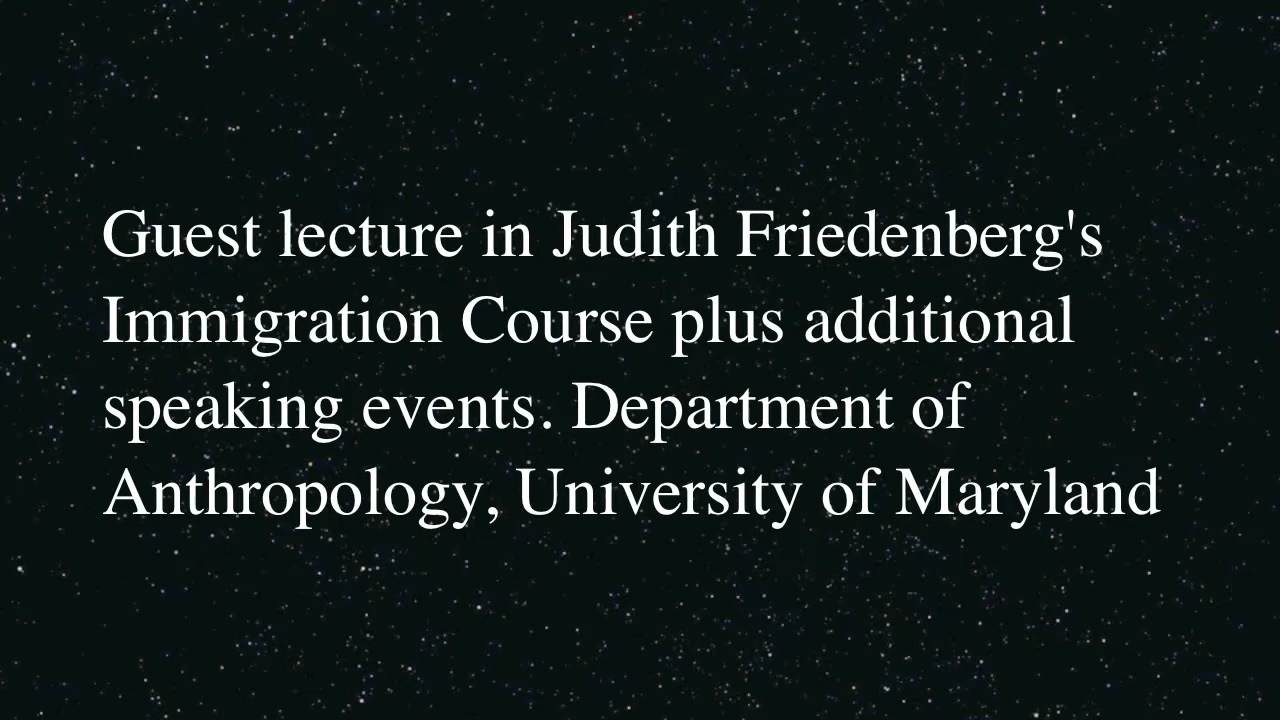 Guest lecture in Judith Friedenberg's
Immigration Course plus additional
speaking events. Department of
Anthropology, University of Maryland